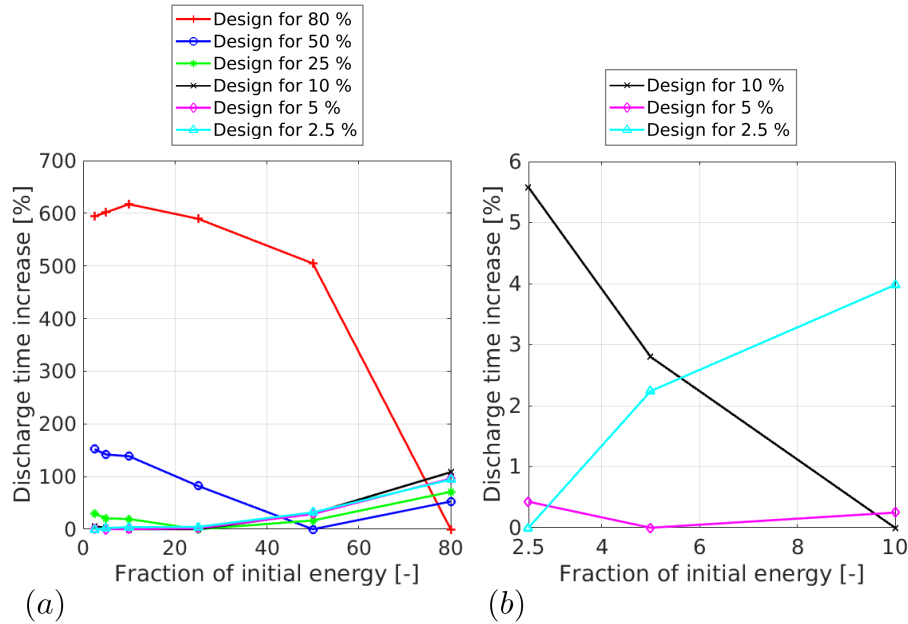 Design for 80 %
Design for 50 %
Design for 25 %
Design for 10 %
Design for 5 %
Design for 2.5 %
700
600
500
400
300
200
100
0
Discharge time increase [%]
0
20
40
60
80
Fraction of initial energy [-]
(a)
Design for 10 %
Design for 5 %
Design for 2.5 %
6
5
4
3
2
1
0
Discharge time increase [%]
2.5
4
6
8
10
Fraction of initial energy [-]
(b)